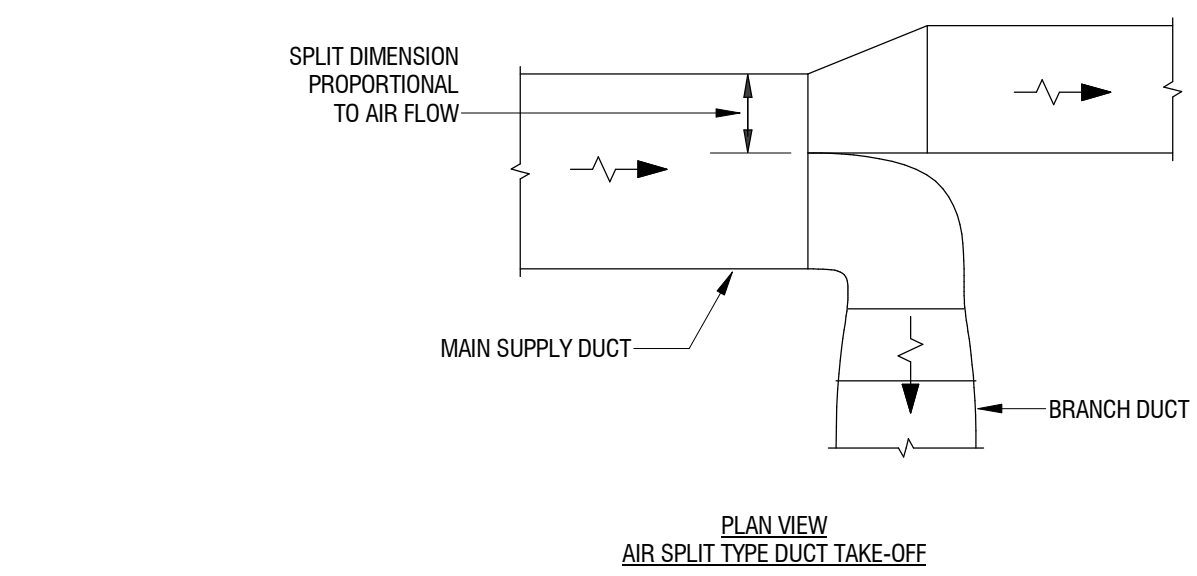 SPLIT DIMENSION
PROPORTIONAL
TO AIR FLOW
MAIN SUPPLY DUCT
BRANCH DUCT
PLAN VIEW
AIR SPLIT TYPE DUCT TAKE-OFF